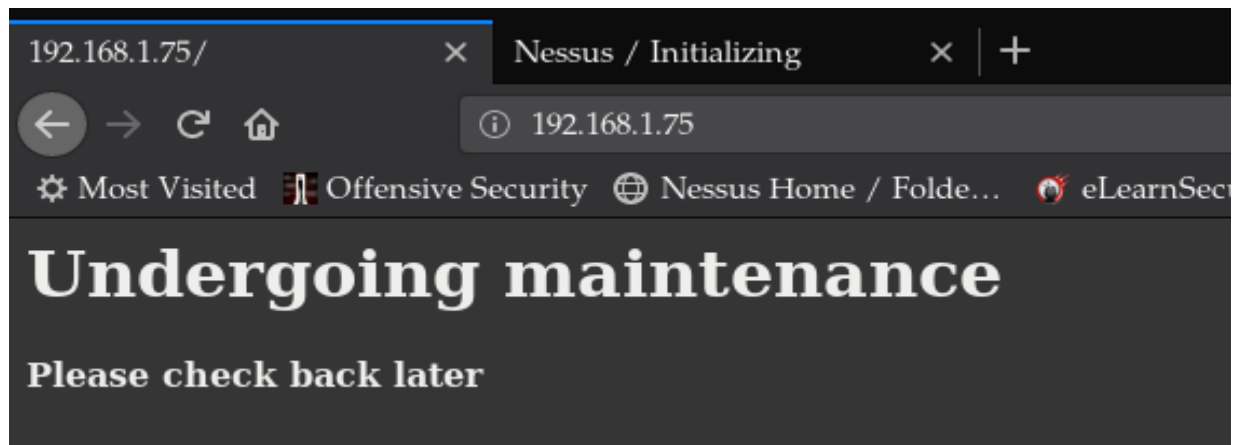 192.168.1.75/ Nessus / Initializing
192.168.1.75
Most Visited Offensive Security Nessus Home / Folde… eLearnSec
Undergoing maintenance
Please check back later